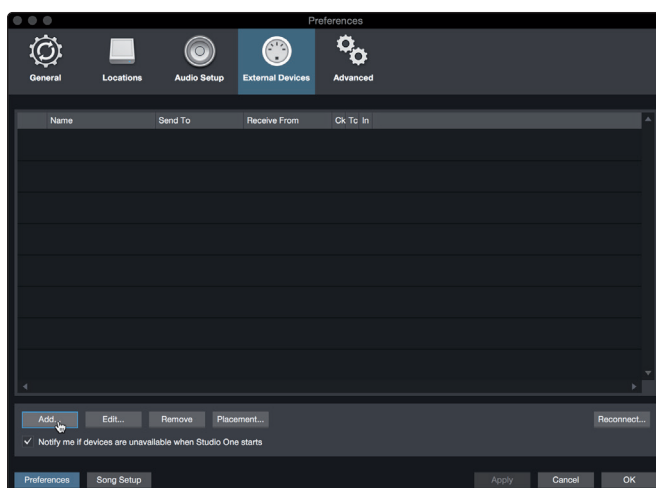 Preferences
General Locations Audio Setup External Devices Advanced
Name Send To Receive From Ck Tc In
Add... Edit... Remove Placement... Reconnect...
Notify me if devices are unavailable when Studio One starts
Preferences Song Setup Apply Cancel OK